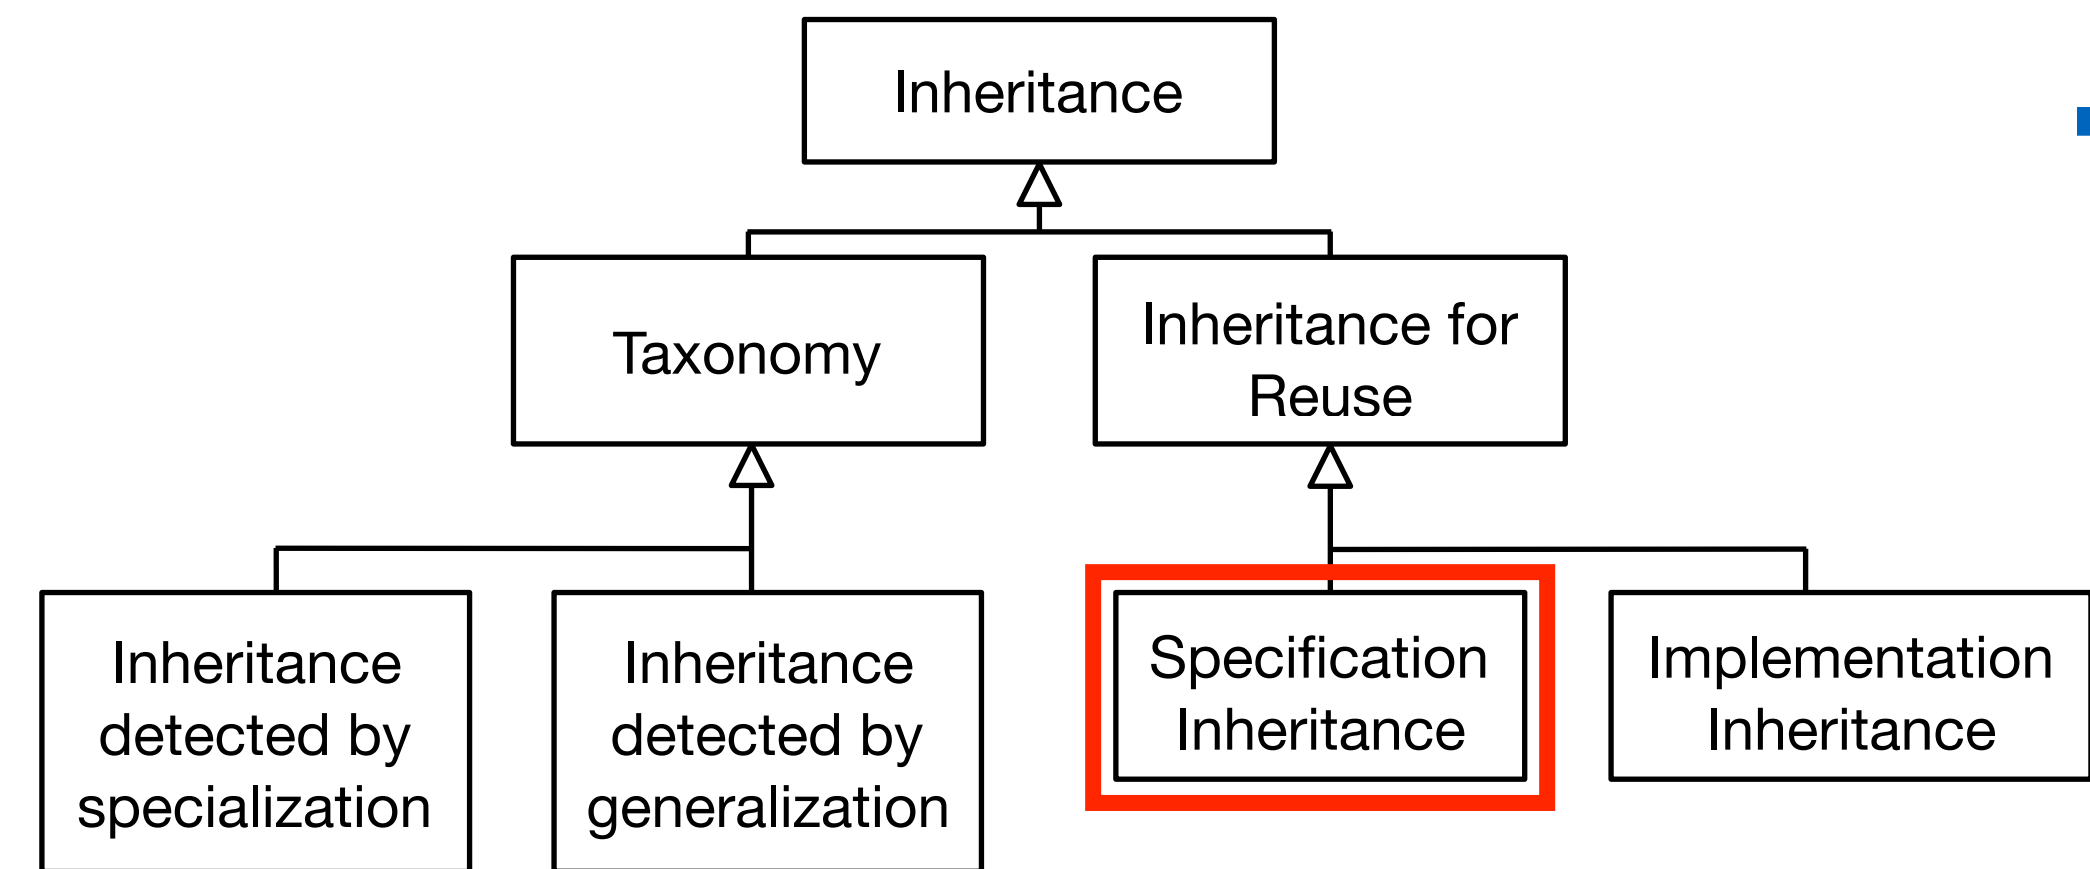 Inheritance
Taxonomy
Inheritance for
Reuse
Inheritance
detected by
specialization
Inheritance
detected by
generalization
Specification
Inheritance
Implementation
Inheritance